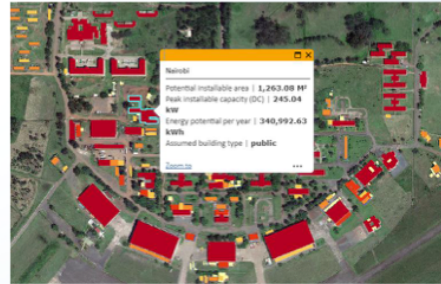 Nairobi
Potential installable area | 1,263.08 M²
Peak installable capacity (DC) | 245.04
kW
Energy potential per year | 340,992.63
kWh
Assumed building type | public
Zoom to